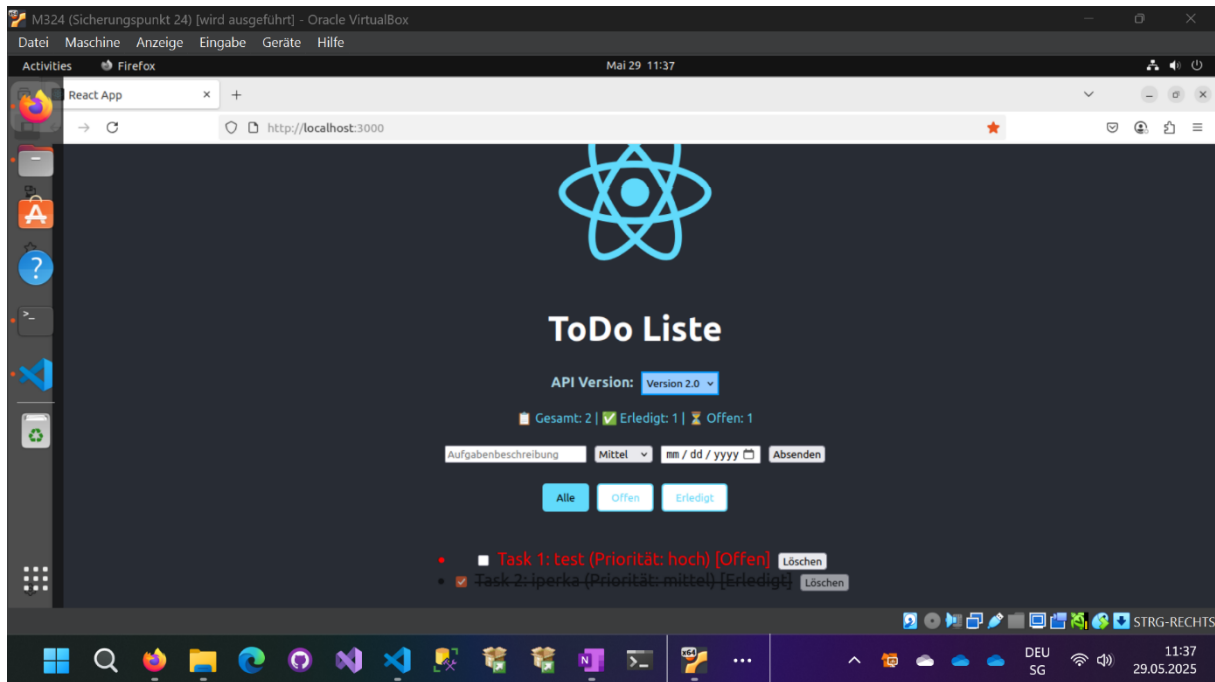 M324 (Sicherungspunkt 24) [wird ausgeführt] - Oracle VirtualBox
Datei Maschine Anzeige Eingabe Geräte Hilfe
Activities Firefox Mai 29 11:37
React App
http://localhost:3000
ToDo Liste
API Version: Version 2.0
Gesamt: 2 | Erledigt: 1 | Offen: 1
Aufgabenbeschreibung Mittel mm / dd / yyyy Absenden
Alle Offen Erledigt
Task 1: test (Priorität: hoch) [Offen] Löschen
Task 2: iperka (Priorität: mittel) [Erledigt] Löschen
STRG-RECHTS
DEU 11:37
SG 29.05.2025